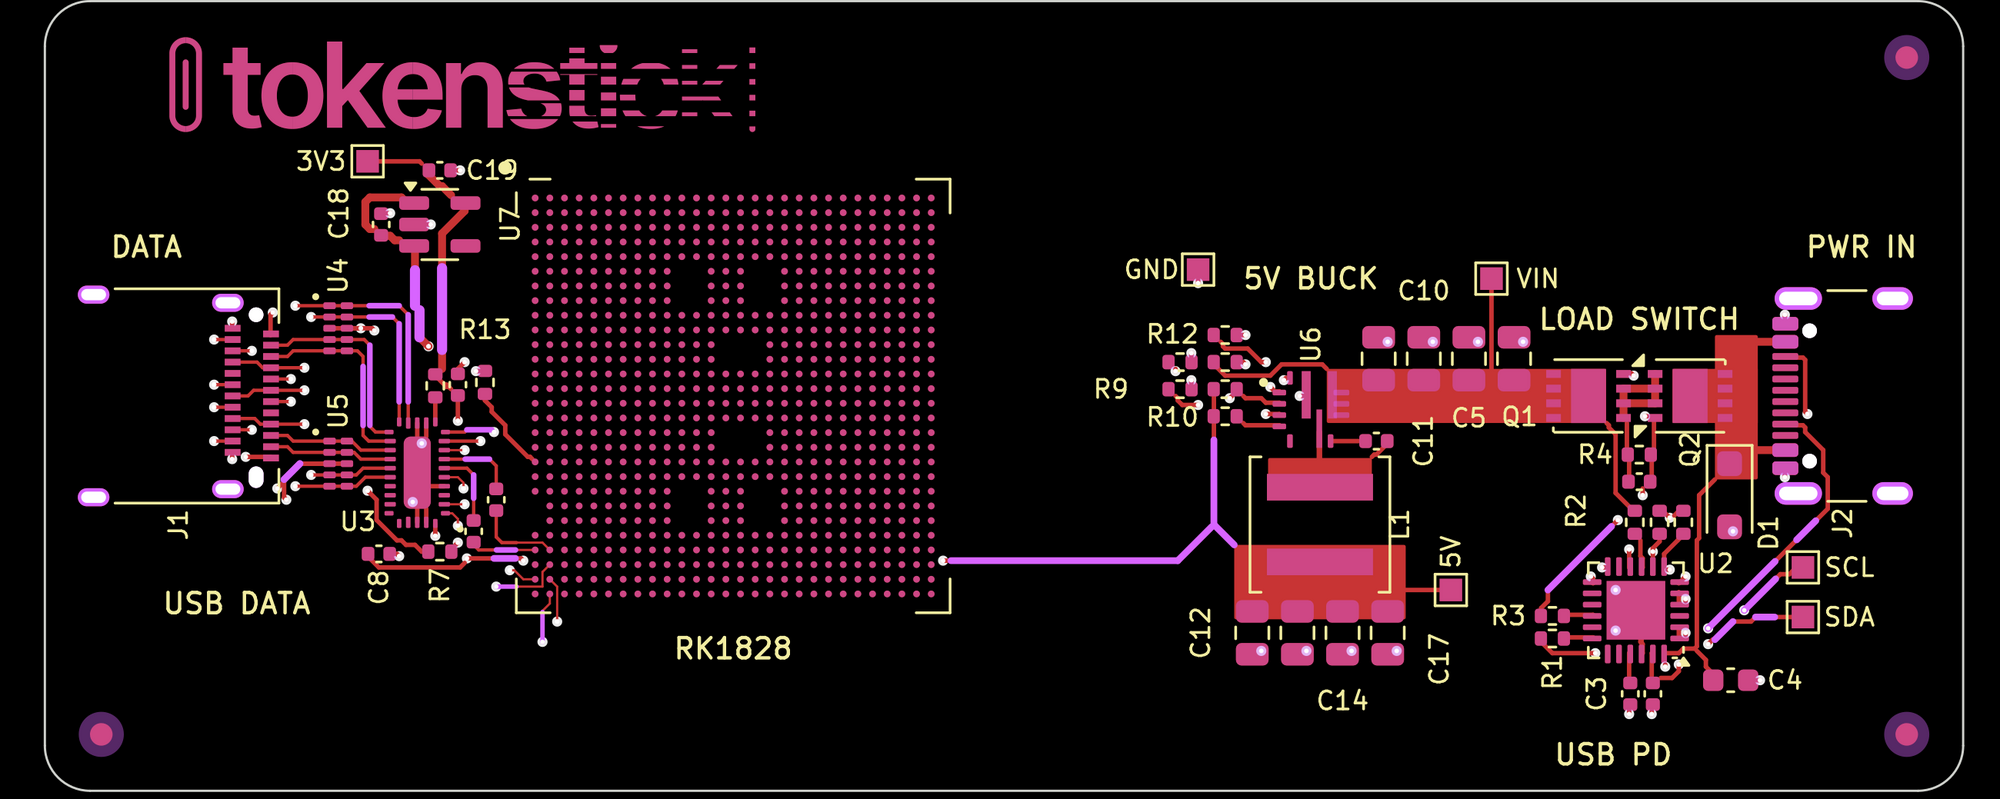 tokenstick
3V3
C19
C18
U7
DATA
U4
R13
U5
U3
J1
C8
R7
USB DATA
RK1828
GND
5V BUCK
C10
VIN
PWR IN
LOAD SWITCH
R12
U6
R9
R10
C11
C5
Q1
R4
Q2
L1
R2
D1
J2
5V
U2
SCL
R3
SDA
C12
C17
R1
C3
C4
C14
USB PD